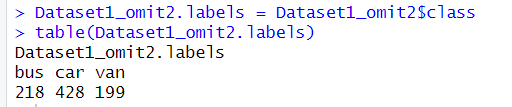 > Dataset1_omit2.labels = Dataset1_omit2$class
> table(Dataset1_omit2.labels)
Dataset1_omit2.labels
bus car van
218 428 199